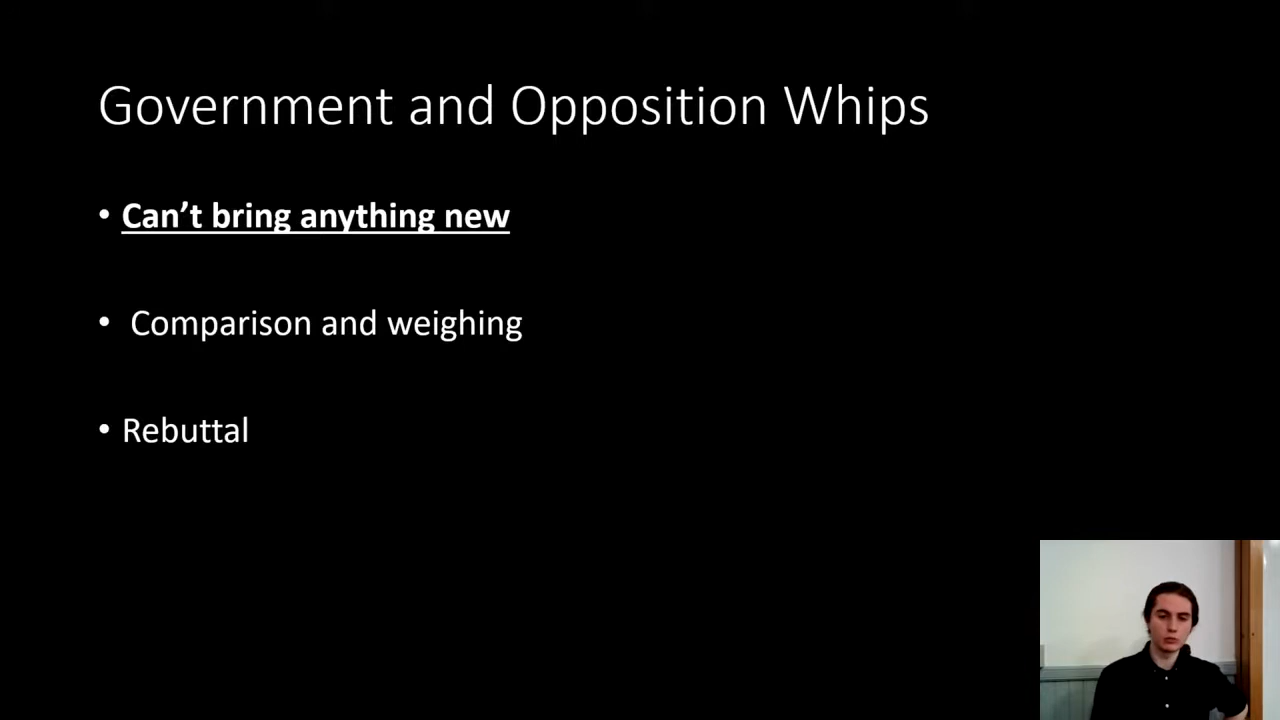 Government and Opposition Whips
• Can’t bring anything new
• Comparison and weighing
• Rebuttal